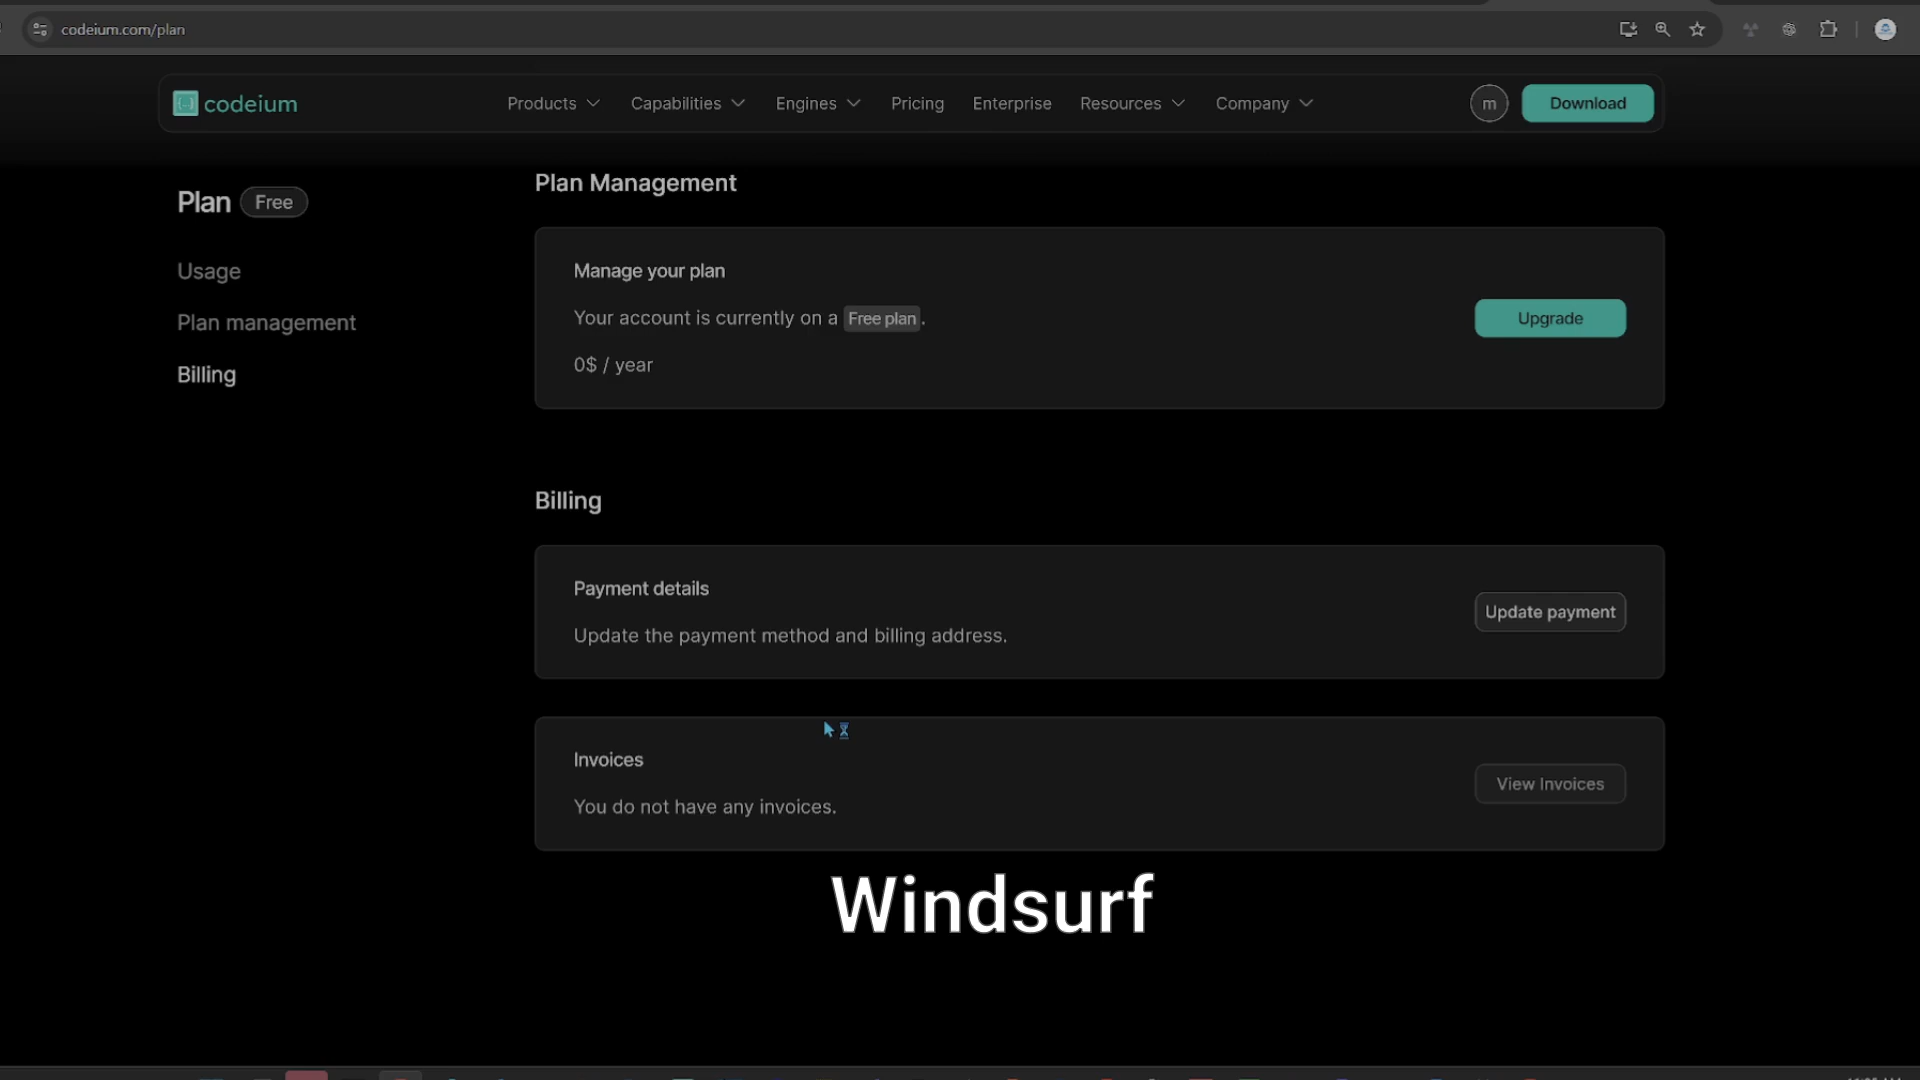 codeium.com/plan
codeium
Products
Capabilities
Engines
Pricing
Enterprise
Resources
Company
m
Download
Plan
Free
Usage
Plan management
Billing
Plan Management
Manage your plan
Your account is currently on a Free plan.
0$ / year
Upgrade
Billing
Payment details
Update the payment method and billing address.
Update payment
Invoices
You do not have any invoices.
View Invoices
Windsurf